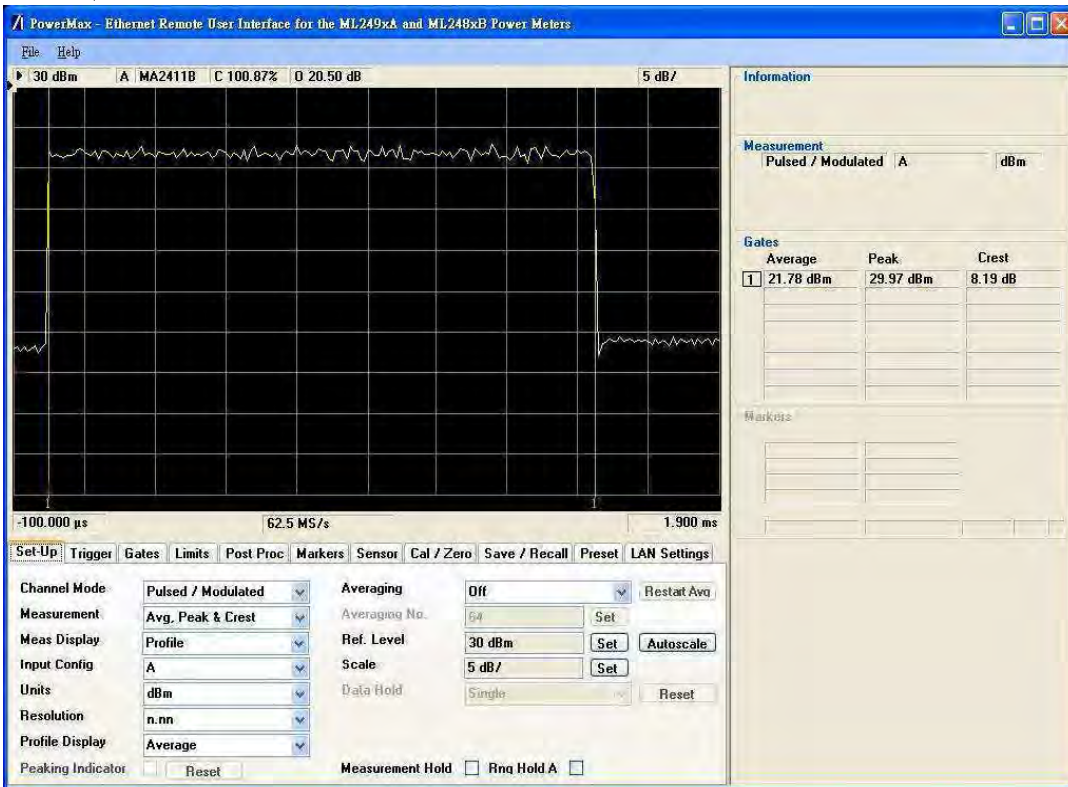 PowerMax - Ethernet Remote User Interface for the ML249xA and ML248xB Power Meters
File Help
30 dBm A MA2411B C 100.87% O 20.50 dB 5 dB/
1 1'
-100.000 µs 62.5 MS/s 1.900 ms
Set-Up Trigger Gates Limits Post Proc Markers Sensor Cal / Zero Save / Recall Preset LAN Settings
Channel Mode Pulsed / Modulated Averaging Off Restart Avg
Measurement Avg, Peak & Crest Averaging No. 64 Set
Meas Display Profile Ref. Level 30 dBm Set Autoscale
Input Config A Scale 5 dB/ Set
Units dBm Data Hold Single Reset
Resolution n.nn
Profile Display Average
Peaking Indicator Reset Measurement Hold Rng Hold A
Information
Measurement
Pulsed / Modulated A dBm
Gates
Average Peak Crest
1 21.78 dBm 29.97 dBm 8.19 dB
Markers